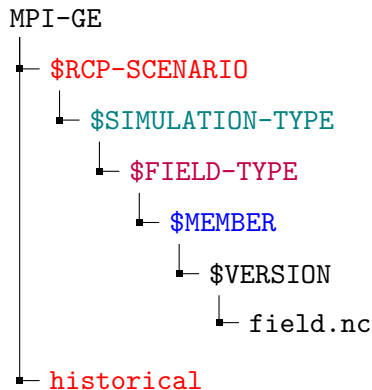 MPI-GE
$RCP-SCENARIO
$SIMULATION-TYPE
$FIELD-TYPE
$MEMBER
$VERSION
field.nc
historical